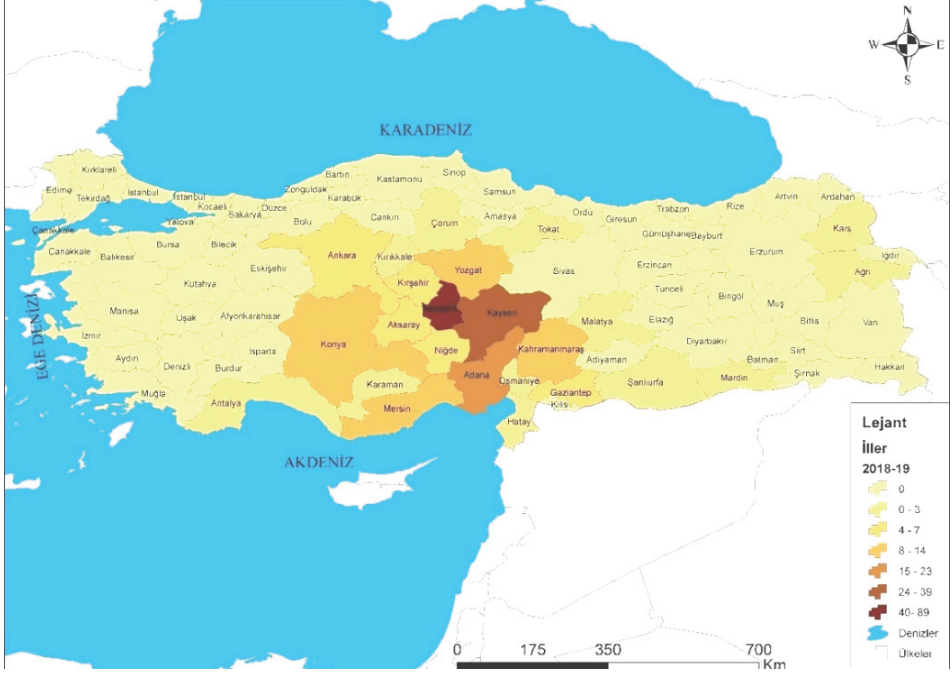 N
W E
S
KARADENİZ
Kırklareli
Edirne
Tekirdağ
İstanbul
İstanbul
Kocaeli
Yalova
Sakarya
Düzce
Zonguldak
Bartın
Karabük
Kastamonu
Sinop
Samsun
Bolu
Çankırı
Çorum
Amasya
Tokat
Ordu
Giresun
Trabzon
Rize
Artvin
Ardahan
Gümüşhane
Bayburt
Kars
Iğdır
Ağrı
Erzurum
Erzincan
Çanakkale
Çanakkale
Balıkesir
Bursa
Bilecik
Eskişehir
Ankara
Kırıkkale
Yozgat
Sivas
Tunceli
Bingöl
Muş
Kütahya
Kırşehir
Kayseri
Manisa
Uşak
Afyonkarahisar
Aksaray
Malatya
Elazığ
Bitlis
Van
EGE DENİZİ
İzmir
Konya
Niğde
Kahramanmaraş
Adıyaman
Diyarbakır
Batman
Siirt
Şırnak
Hakkari
Aydın
Denizli
Burdur
Isparta
Karaman
Adana
Osmaniye
Gaziantep
Şanlıurfa
Mardin
Muğla
Antalya
Mersin
Kilis
Hatay
AKDENİZ
Lejant
İller
2018-19
0
0 - 3
4 - 7
8 - 14
15 - 23
24 - 39
40- 89
Denizler
Ülkeler
0 175 350 700
Km